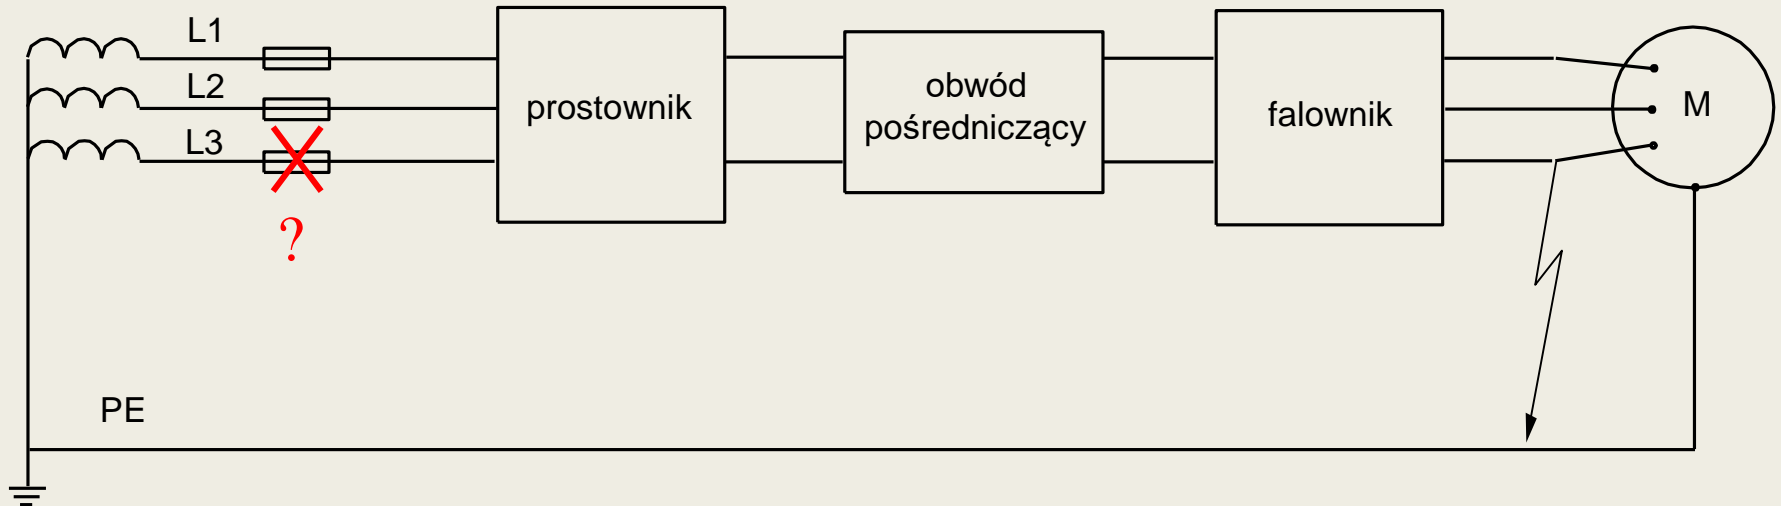 L1
L2
L3
?
prostownik
obwód
pośredniczący
falownik
M
PE